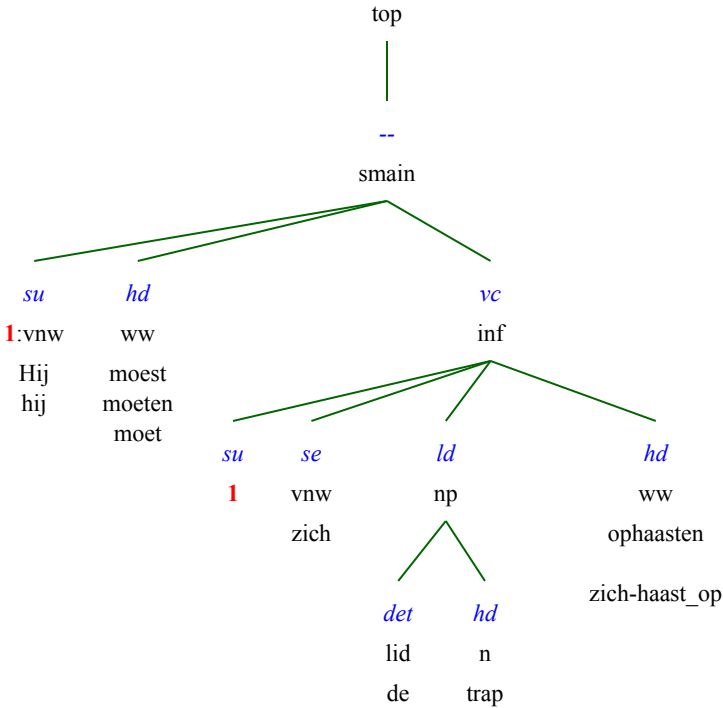 top
--
smain
su hd vc
1:vnw ww inf
Hij moest
hij moeten
moet
su se ld hd
1 vnw np ww
zich ophaasten
zich-haast_op
det hd
lid n
de trap